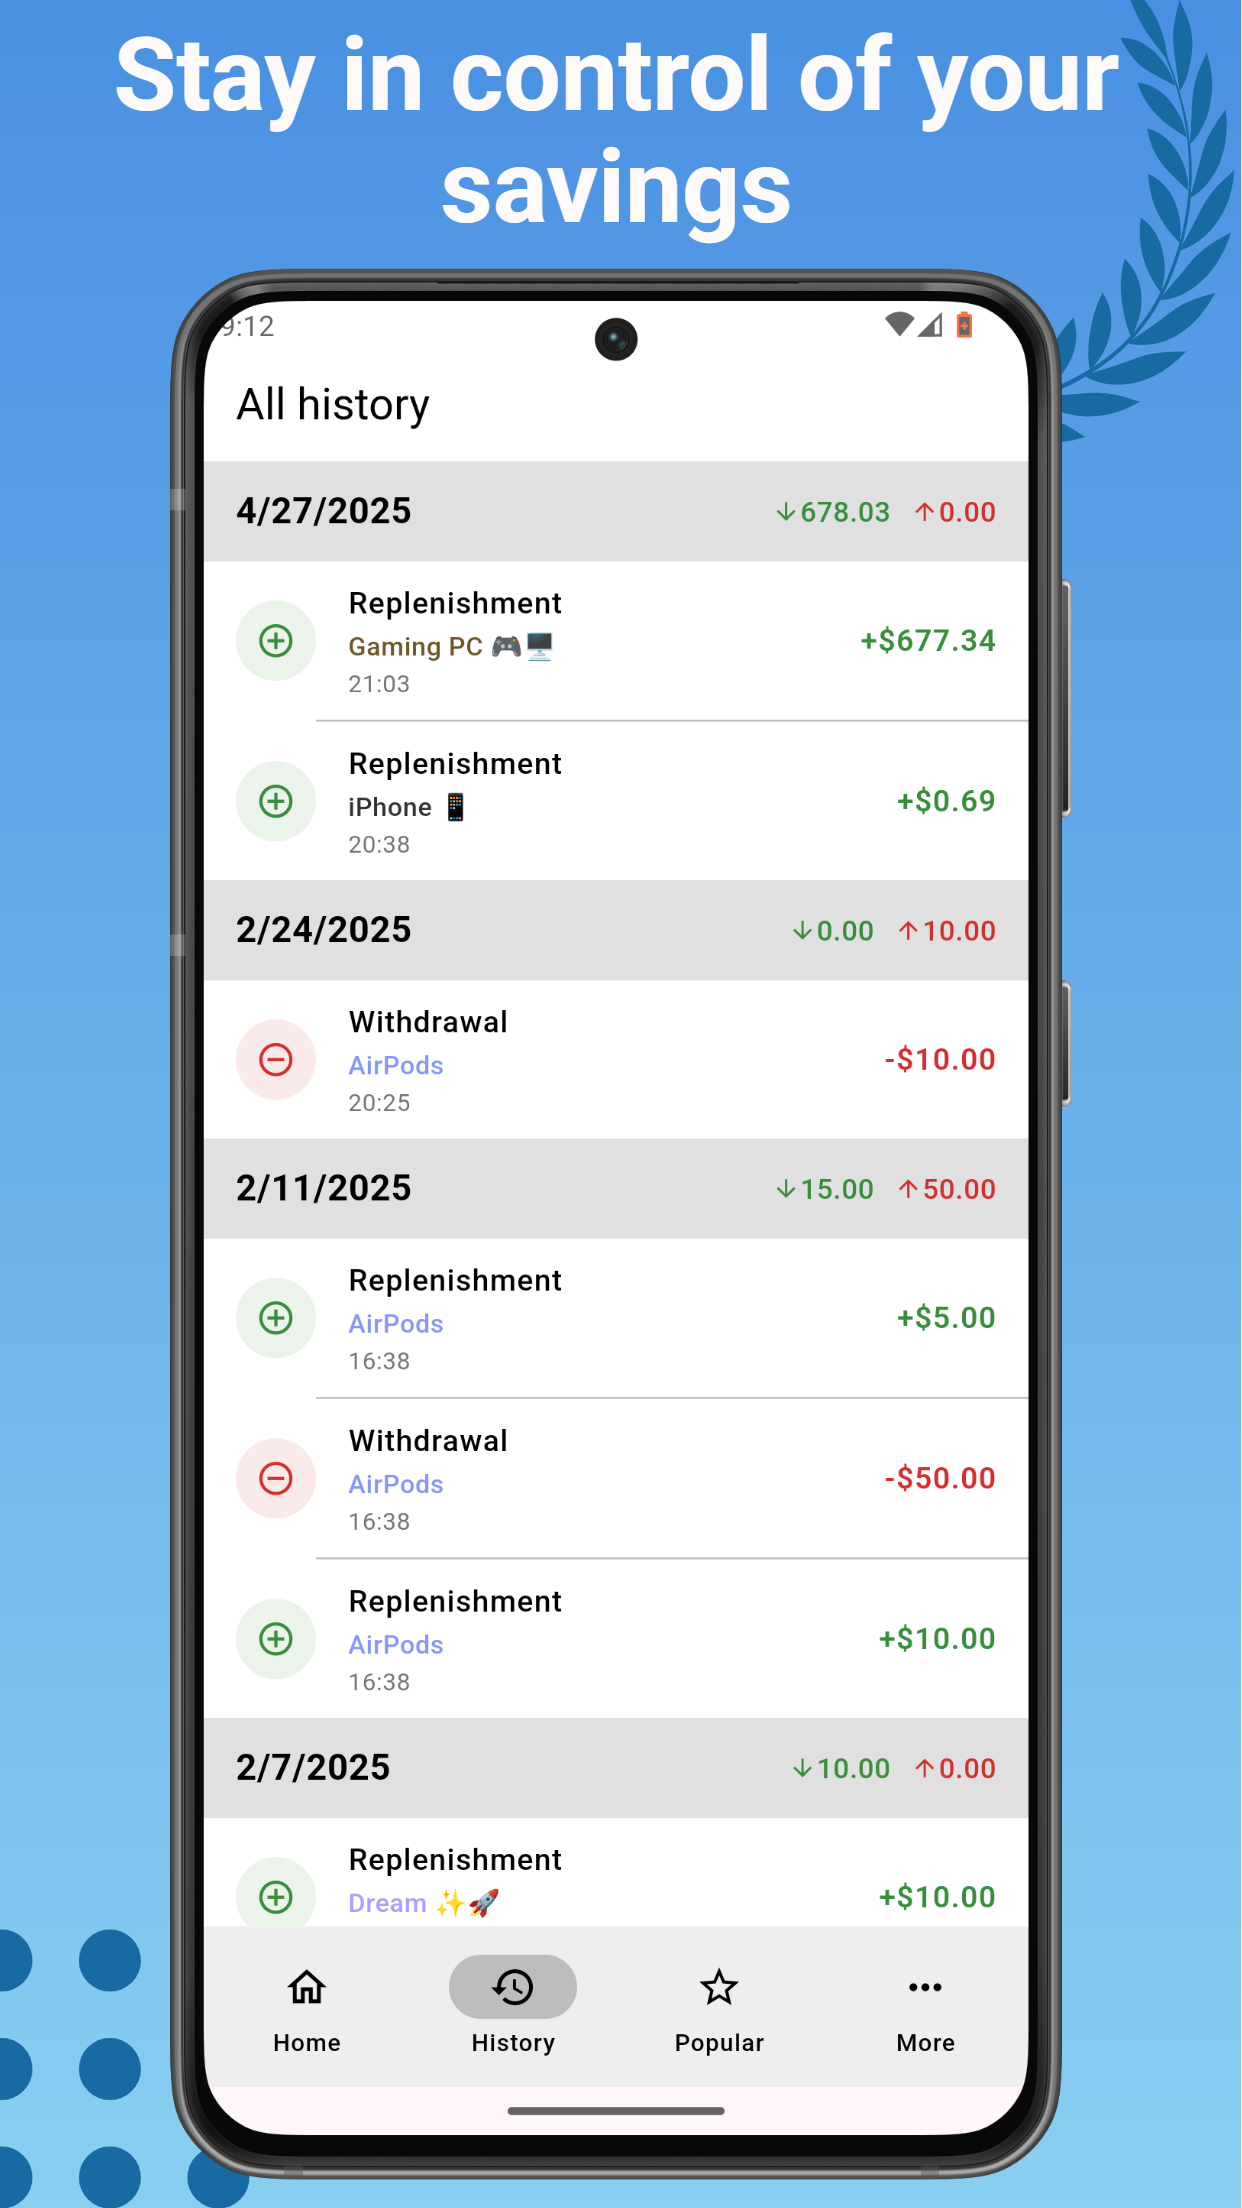 Stay in control of your
savings
9:12
All history
4/27/2025 ↓678.03 ↑0.00
Replenishment
Gaming PC 🎮🖥️ +$677.34
21:03
Replenishment
iPhone 📱 +$0.69
20:38
2/24/2025 ↓0.00 ↑10.00
Withdrawal
AirPods -$10.00
20:25
2/11/2025 ↓15.00 ↑50.00
Replenishment
AirPods +$5.00
16:38
Withdrawal
AirPods -$50.00
16:38
Replenishment
AirPods +$10.00
16:38
2/7/2025 ↓10.00 ↑0.00
Replenishment
Dream ✨🚀 +$10.00
Home History Popular More